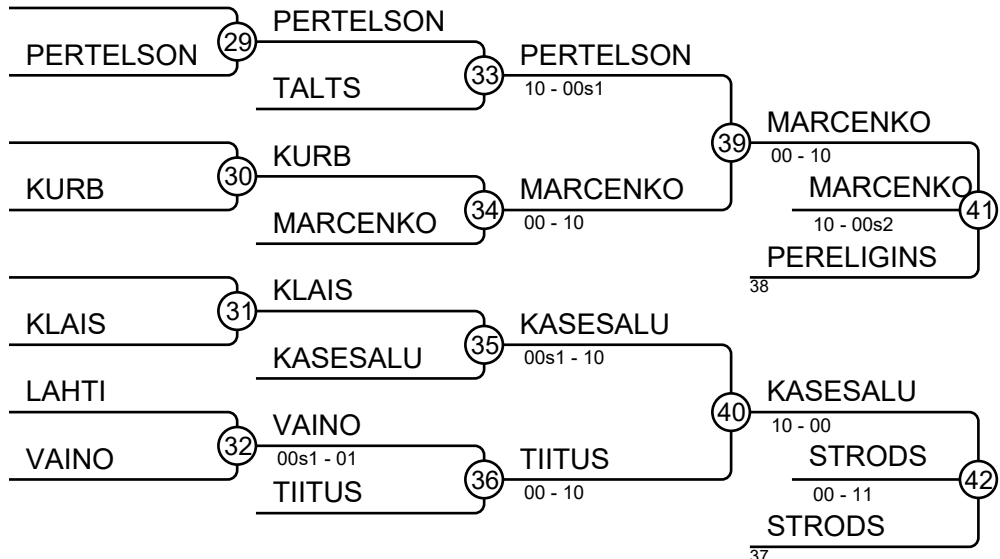 PERTELSON
29
PERTELSON
TALTS
33
PERTELSON
10 - 00s1
KURB
30
KURB
MARCENKO
34
MARCENKO
00 - 10
39
MARCENKO
00 - 10
MARCENKO
10 - 00s2
41
PERELIGINS
38
KLAIS
31
KLAIS
KASESALU
35
KASESALU
00s1 - 10
LAHTI
VAINO
32
VAINO
00s1 - 01
TIITUS
36
TIITUS
00 - 10
40
KASESALU
10 - 00
STRODS
00 - 11
42
STRODS
37